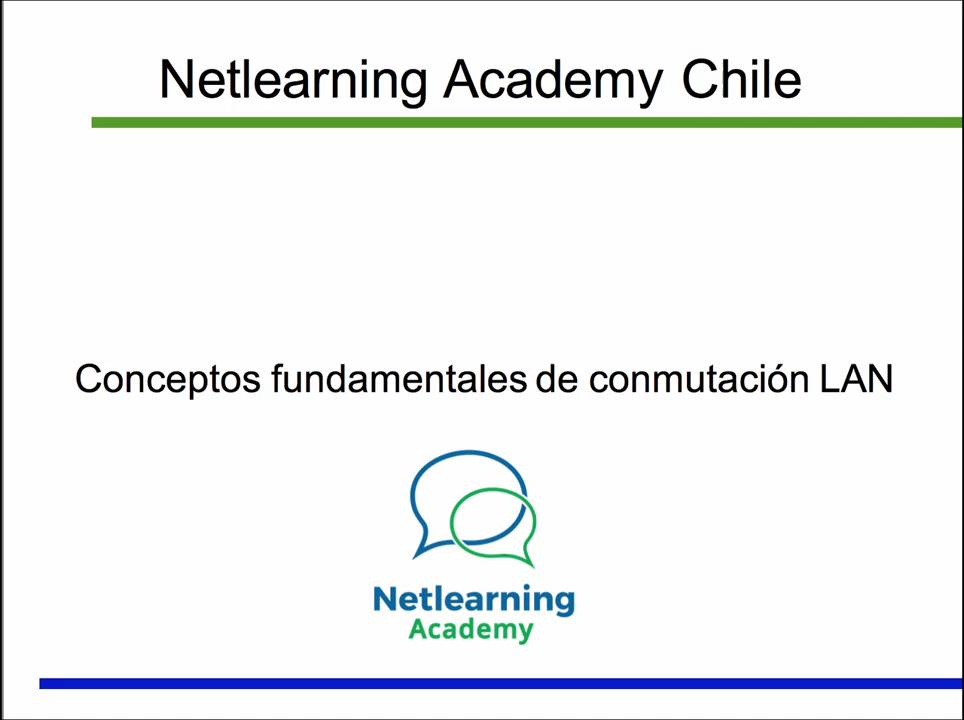 Netlearning Academy Chile
Conceptos fundamentales de conmutación LAN
Netlearning
Academy